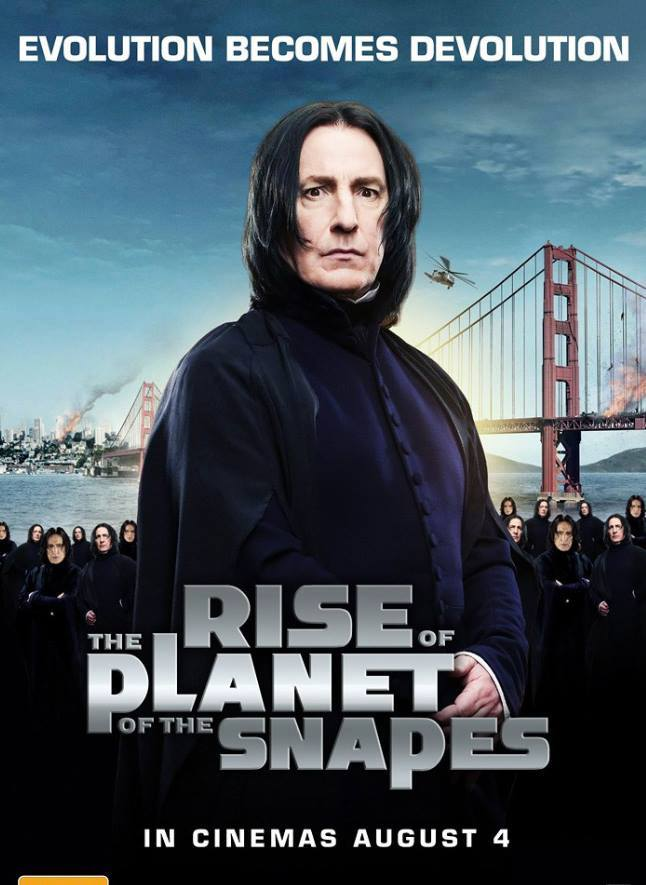 EVOLUTION BECOMES DEVOLUTION
RISE OF
THE PLANET
OF THE SNAPES
IN CINEMAS AUGUST 4